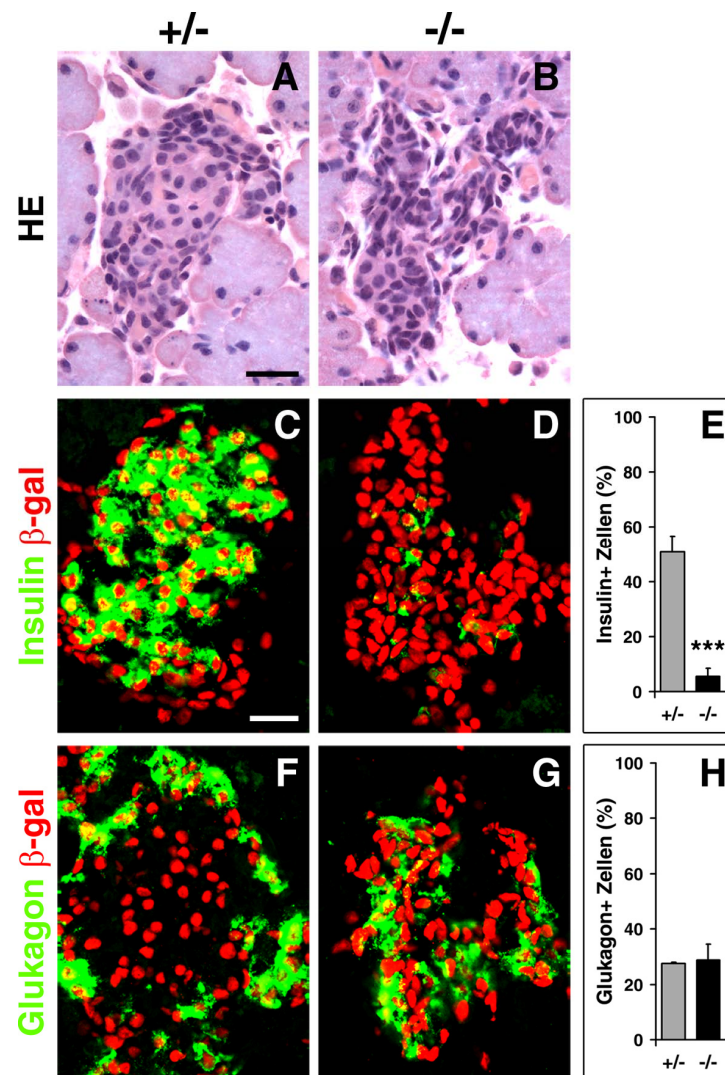 +/-
-/-
HE
A
B
Insulin β-gal
C
D
E
Insulin+ Zellen (%)
100
80
60
40
20
0
***
+/-
-/-
Glukagon β-gal
F
G
H
Glukagon+ Zellen (%)
100
80
60
40
20
0
+/-
-/-